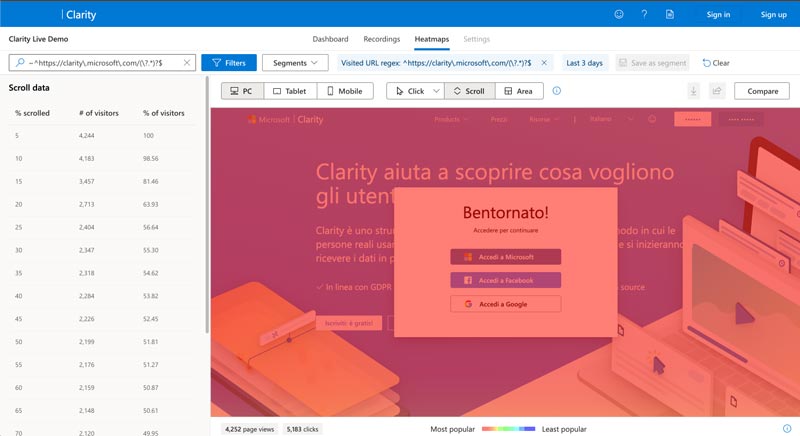 Clarity
Sign in
Sign up
Clarity Live Demo
Dashboard
Recordings
Heatmaps
Settings
~^https://clarity\.microsoft\.com/(\?.*)?$
Filters
Segments
Visited URL regex: ^https://clarity\.microsoft\.com/(\?.*)?$
Last 3 days
Save as segment
Clear
Scroll data
PC
Tablet
Mobile
Click
Scroll
Area
Compare
% scrolled # of visitors % of visitors
5 4,244 100
10 4,183 98.56
15 3,457 81.46
20 2,713 63.93
25 2,404 56.64
30 2,347 55.30
35 2,318 54.62
40 2,284 53.82
45 2,226 52.45
50 2,199 51.81
55 2,176 51.27
60 2,159 50.87
65 2,148 50.61
70 2,120 49.95
Microsoft Clarity
Products
Prezzi
Risorse
Italiano
Clarity aiuta a scoprire cosa vogliono
gli utent
Clarity è uno stru
modo in cui le
persone reali usa
e si inizieranno
ricevere i dati in p
In linea con GDPR
source
Iscriviti: è gratis!
Bentornato!
Accedere per continuare
Accedi a Microsoft
Accedi a Facebook
Accedi a Google
4,252 page views
5,183 clicks
Most popular
Least popular